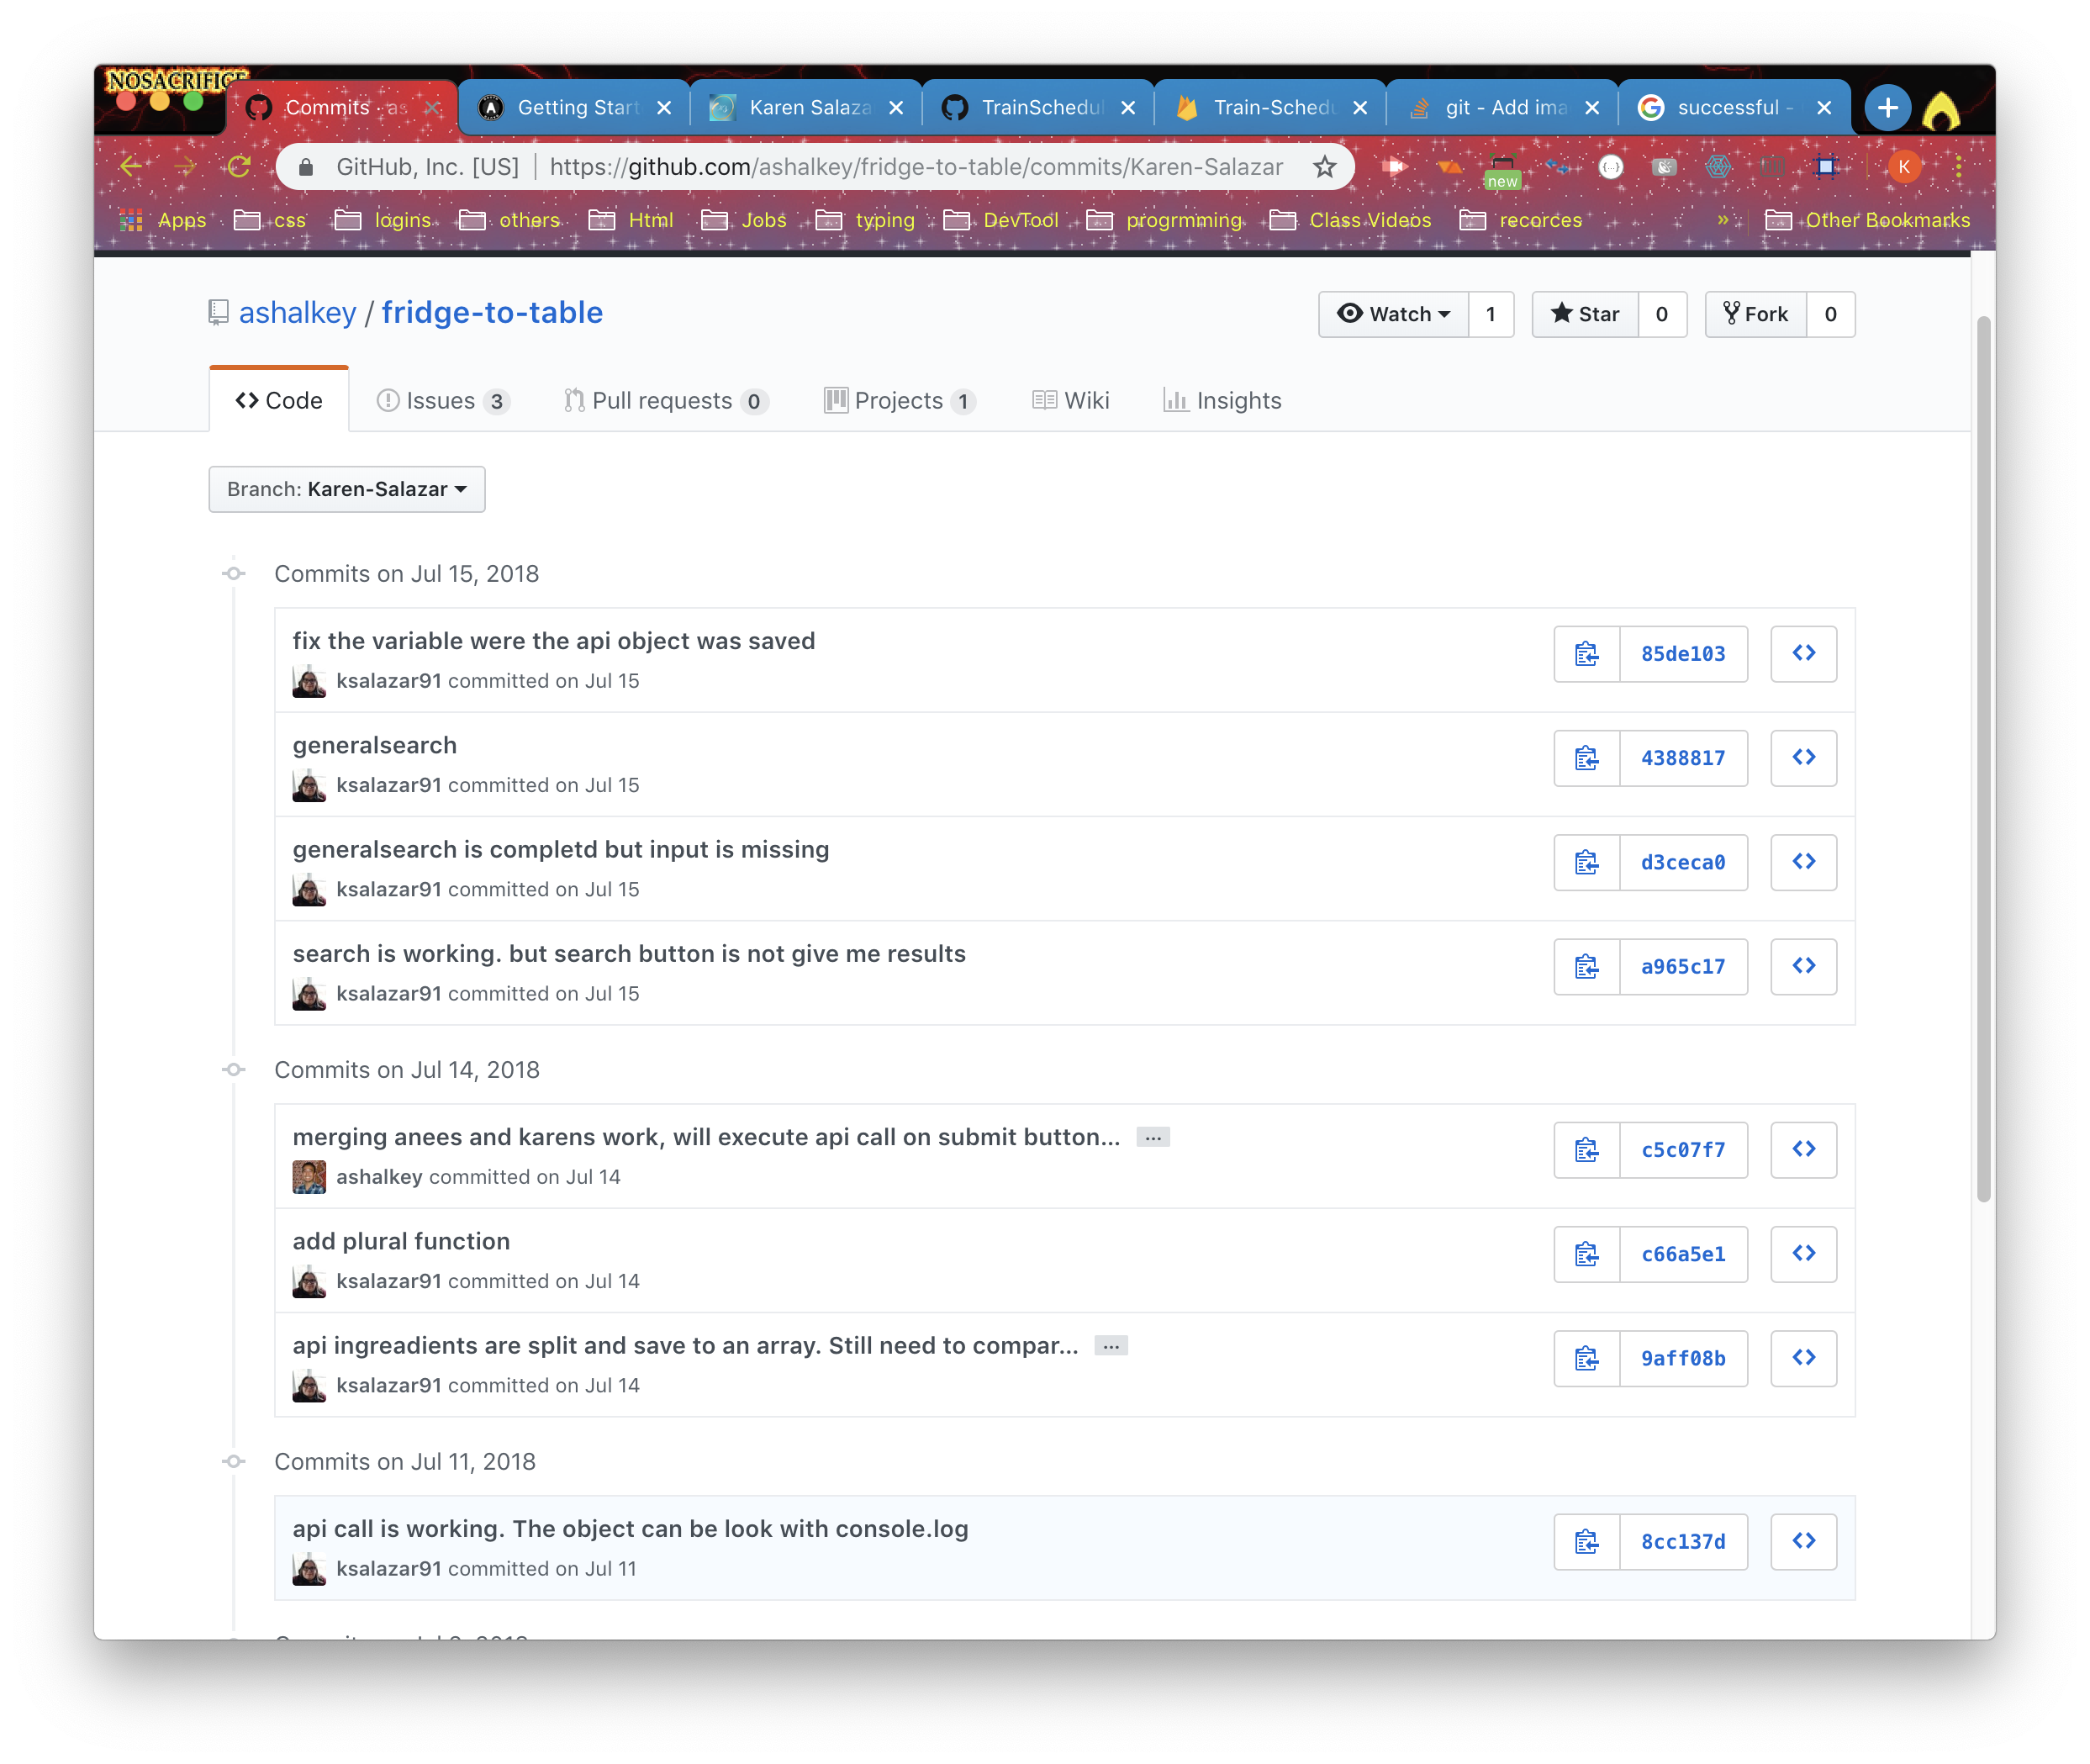 NOSACRIFICE
Commits · as
Getting Start
Karen Salaza
TrainSchedul
Train-Schedu
git - Add ima
successful -
GitHub, Inc. [US] https://github.com/ashalkey/fridge-to-table/commits/Karen-Salazar
new
K
Apps css logins others Html Jobs typing DevTool progrmming Class Videos recorces » Other Bookmarks
ashalkey / fridge-to-table
Watch 1 Star 0 Fork 0
Code Issues 3 Pull requests 0 Projects 1 Wiki Insights
Branch: Karen-Salazar
Commits on Jul 15, 2018
fix the variable were the api object was saved
ksalazar91 committed on Jul 15
85de103
generalsearch
ksalazar91 committed on Jul 15
4388817
generalsearch is completd but input is missing
ksalazar91 committed on Jul 15
d3ceca0
search is working. but search button is not give me results
ksalazar91 committed on Jul 15
a965c17
Commits on Jul 14, 2018
merging anees and karens work, will execute api call on submit button... ...
ashalkey committed on Jul 14
c5c07f7
add plural function
ksalazar91 committed on Jul 14
c66a5e1
api ingreadients are split and save to an array. Still need to compar... ...
ksalazar91 committed on Jul 14
9aff08b
Commits on Jul 11, 2018
api call is working. The object can be look with console.log
ksalazar91 committed on Jul 11
8cc137d